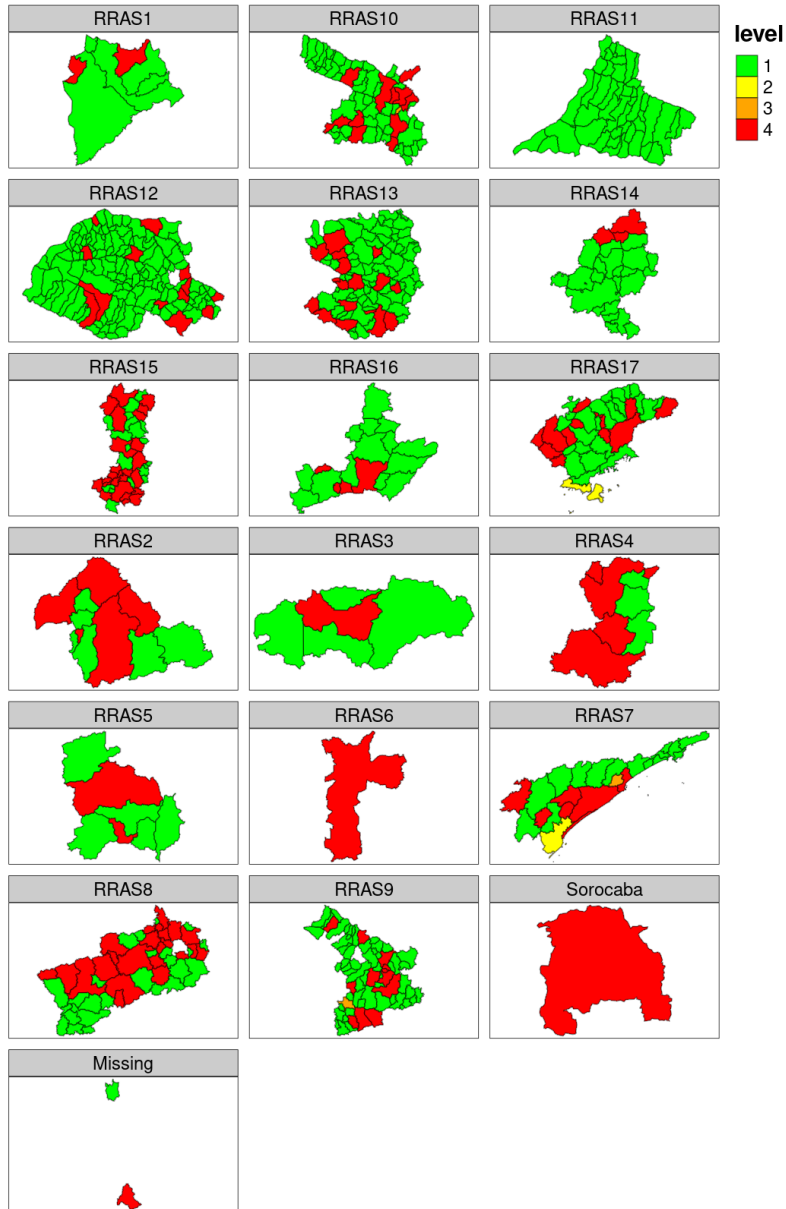 RRAS1 RRAS10 RRAS11
level
1
2
3
4
RRAS12 RRAS13 RRAS14
RRAS15 RRAS16 RRAS17
RRAS2 RRAS3 RRAS4
RRAS5 RRAS6 RRAS7
RRAS8 RRAS9 Sorocaba
Missing